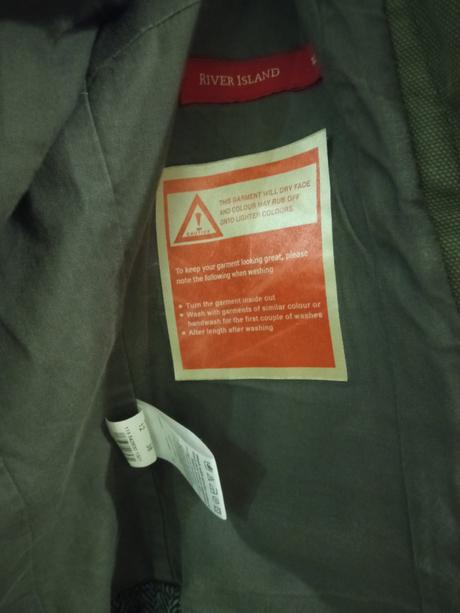 RIVER ISLAND
THIS GARMENT WILL DRY FADE
AND COLOUR MAY RUB OFF
ONTO LIGHTER COLOURS.
CAUTION
To keep your garment looking great, please
note the following when washing
• Turn the garment inside out
• Wash with garments of similar colour or
handwash for the first couple of washes
• Alter length after washing
12
38